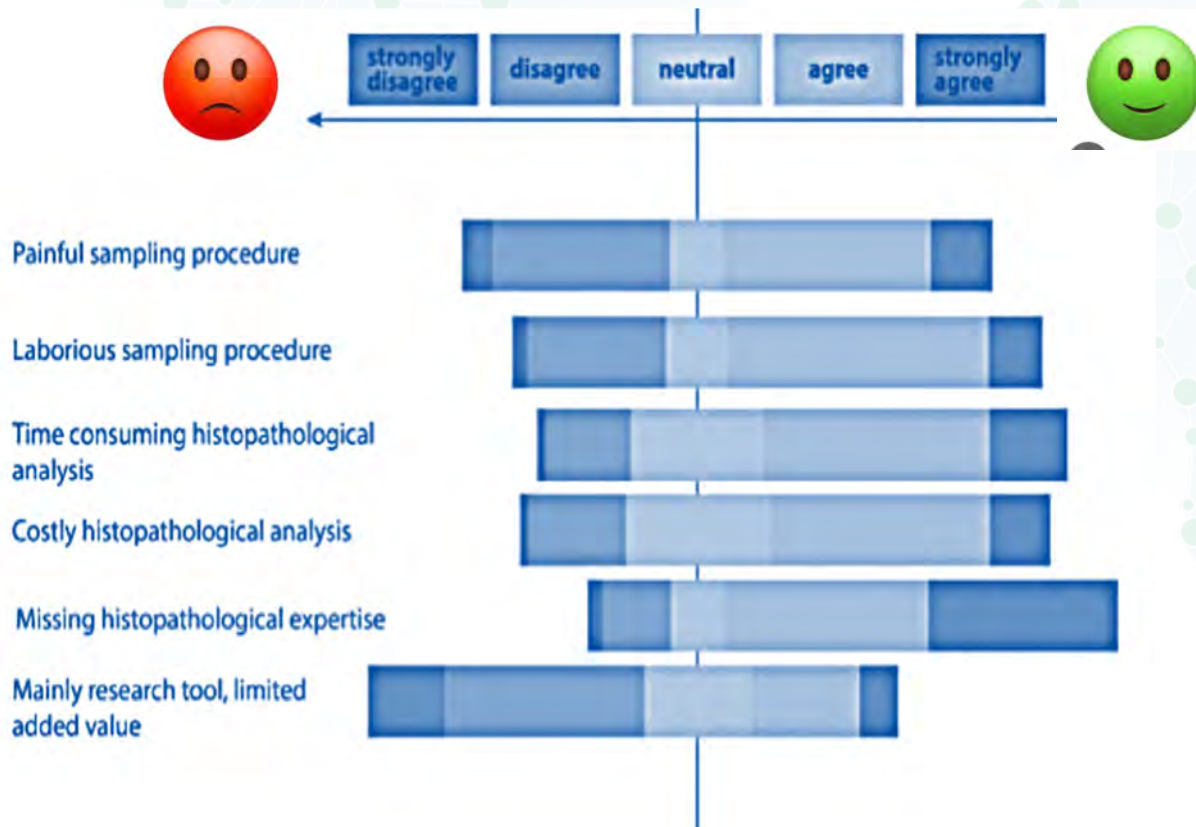 strongly
disagree
disagree
neutral
agree
strongly
agree
Painful sampling procedure
Laborious sampling procedure
Time consuming histopathological
analysis
Costly histopathological analysis
Missing histopathological expertise
Mainly research tool, limited
added value